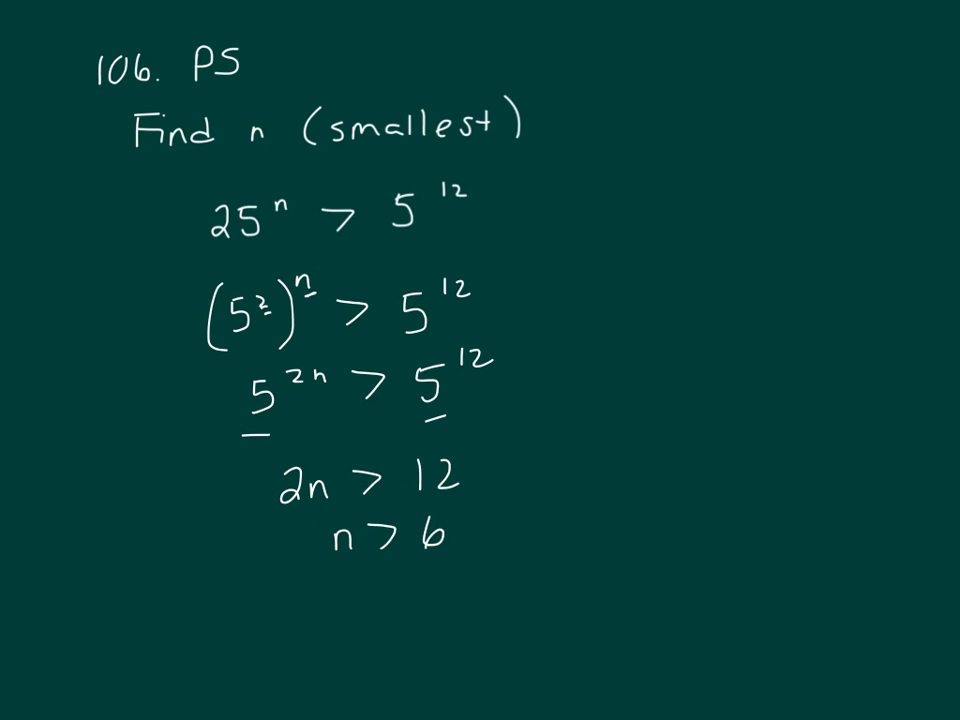 106. PS
Find n (smallest)
25ⁿ > 5¹²
(5²)ⁿ > 5¹²
5²ⁿ > 5¹²
2n > 12
n > 6